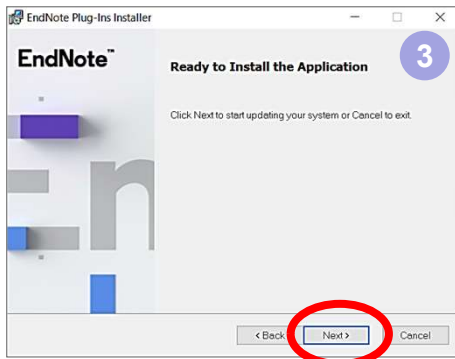 EndNote Plug-Ins Installer
EndNote™
3
Ready to Install the Application
Click Next to start updating your system or Cancel to exit.
En
< Back
Next >
Cancel